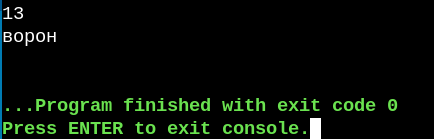 13
ворон
...Program finished with exit code 0
Press ENTER to exit console.